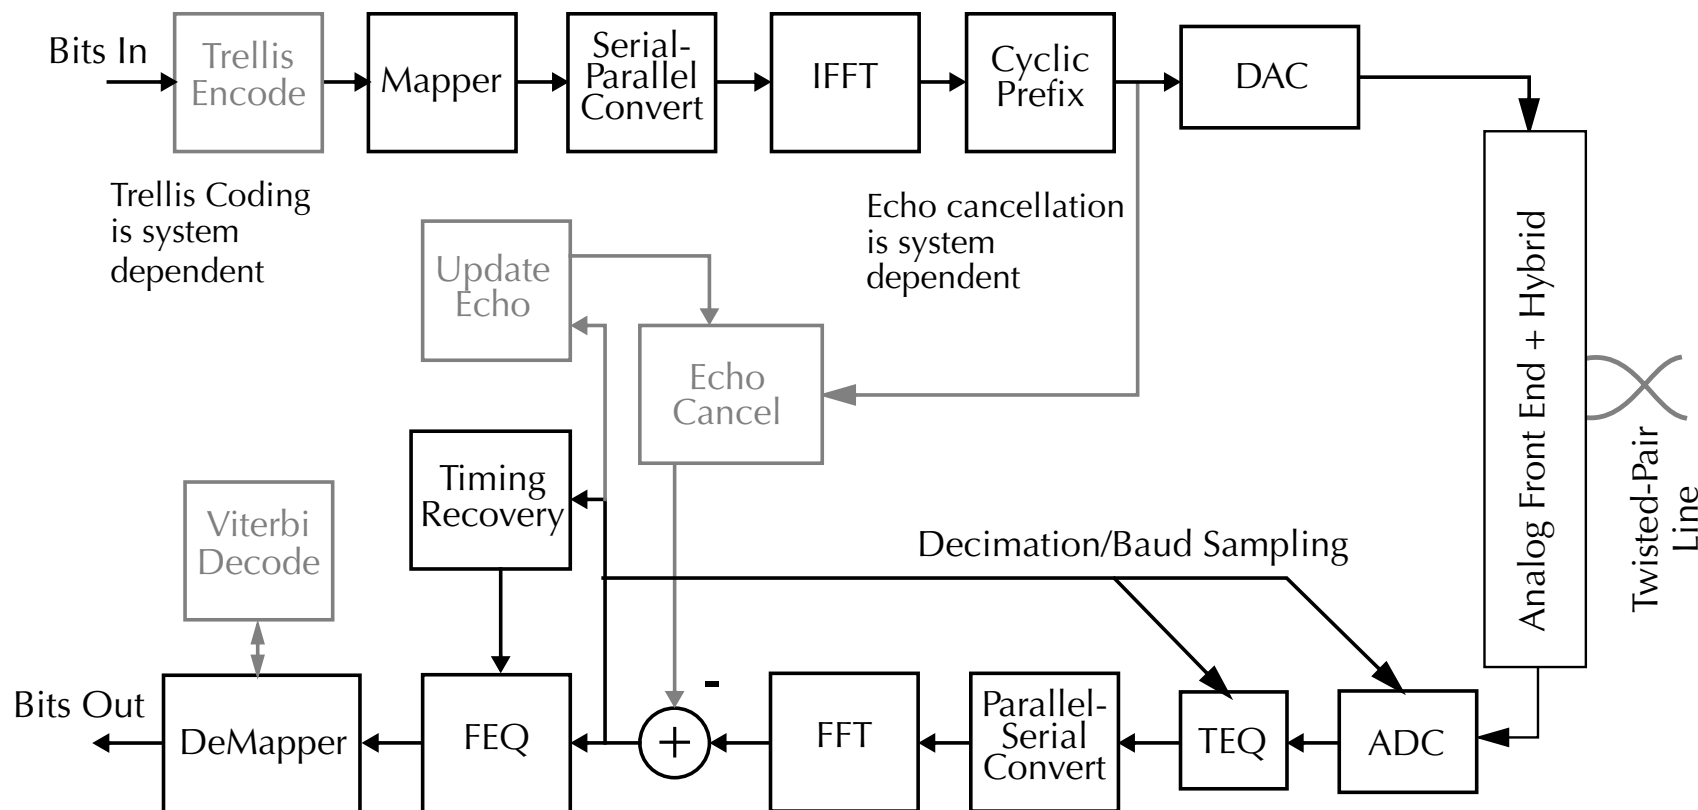 Bits In
Trellis
Encode
Mapper
Serial-
Parallel
Convert
IFFT
Cyclic
Prefix
DAC
Trellis Coding
is system
dependent
Update
Echo
Echo cancellation
is system
dependent
Echo
Cancel
Analog Front End + Hybrid
Twisted-Pair
Line
Timing
Recovery
Viterbi
Decode
Decimation/Baud Sampling
Bits Out
DeMapper
FEQ
+
-
FFT
Parallel-
Serial
Convert
TEQ
ADC